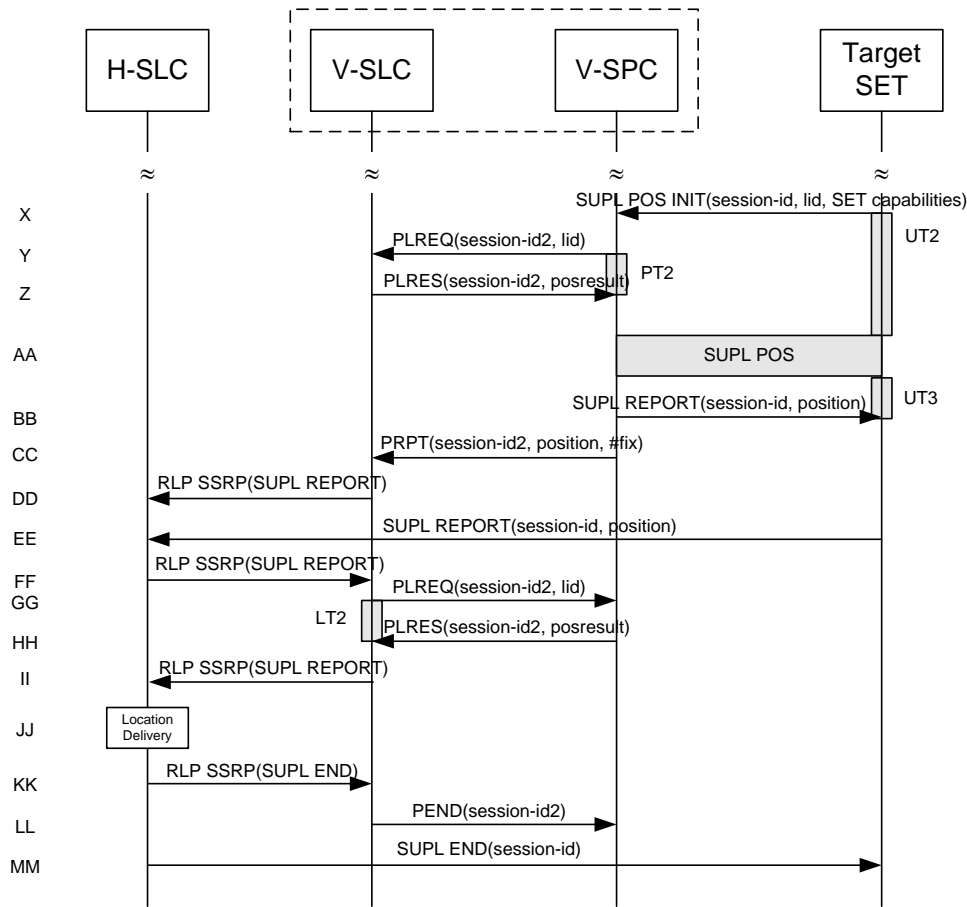 H-SLC
V-SLC
V-SPC
Target
SET
≈ ≈ ≈ ≈
X
SUPL POS INIT(session-id, lid, SET capabilities)
UT2
Y
PLREQ(session-id2, lid)
PT2
Z
PLRES(session-id2, posresult)
AA
SUPL POS
UT3
BB
SUPL REPORT(session-id, position)
CC
PRPT(session-id2, position, #fix)
DD
RLP SSRP(SUPL REPORT)
EE
SUPL REPORT(session-id, position)
FF
RLP SSRP(SUPL REPORT)
GG
PLREQ(session-id2, lid)
LT2
HH
PLRES(session-id2, posresult)
II
RLP SSRP(SUPL REPORT)
JJ
Location
Delivery
KK
RLP SSRP(SUPL END)
LL
PEND(session-id2)
MM
SUPL END(session-id)